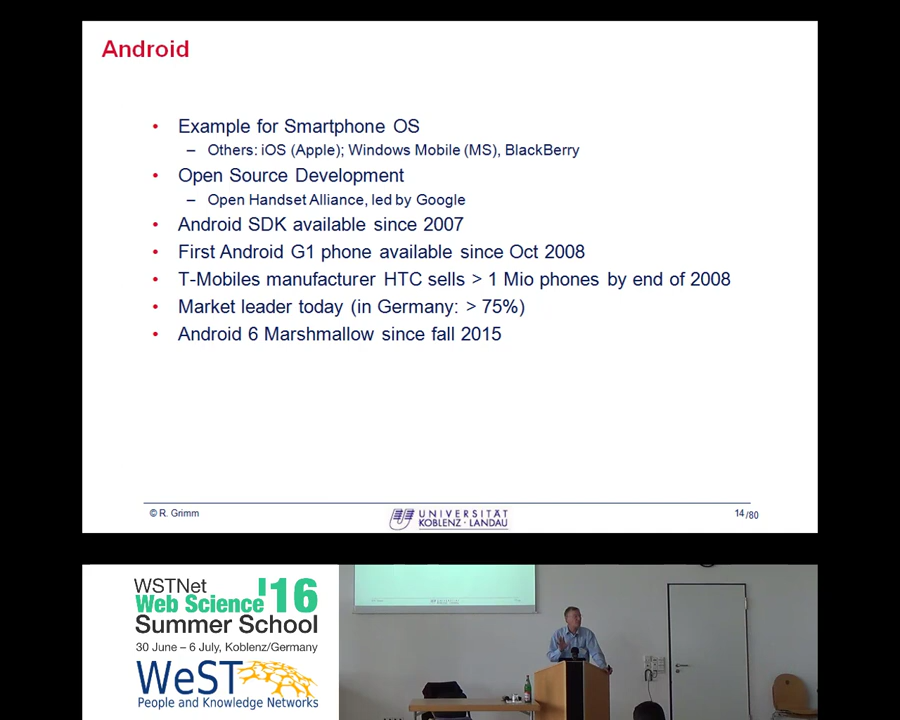 Android
• Example for Smartphone OS
– Others: iOS (Apple); Windows Mobile (MS), BlackBerry
• Open Source Development
– Open Handset Alliance, led by Google
• Android SDK available since 2007
• First Android G1 phone available since Oct 2008
• T-Mobiles manufacturer HTC sells > 1 Mio phones by end of 2008
• Market leader today (in Germany: > 75%)
• Android 6 Marshmallow since fall 2015
© R. Grimm
UNIVERSITÄT
KOBLENZ · LANDAU
14/80
WSTNet
Web Science '16
Summer School
30 June – 6 July, Koblenz/Germany
WeST
People and Knowledge Networks